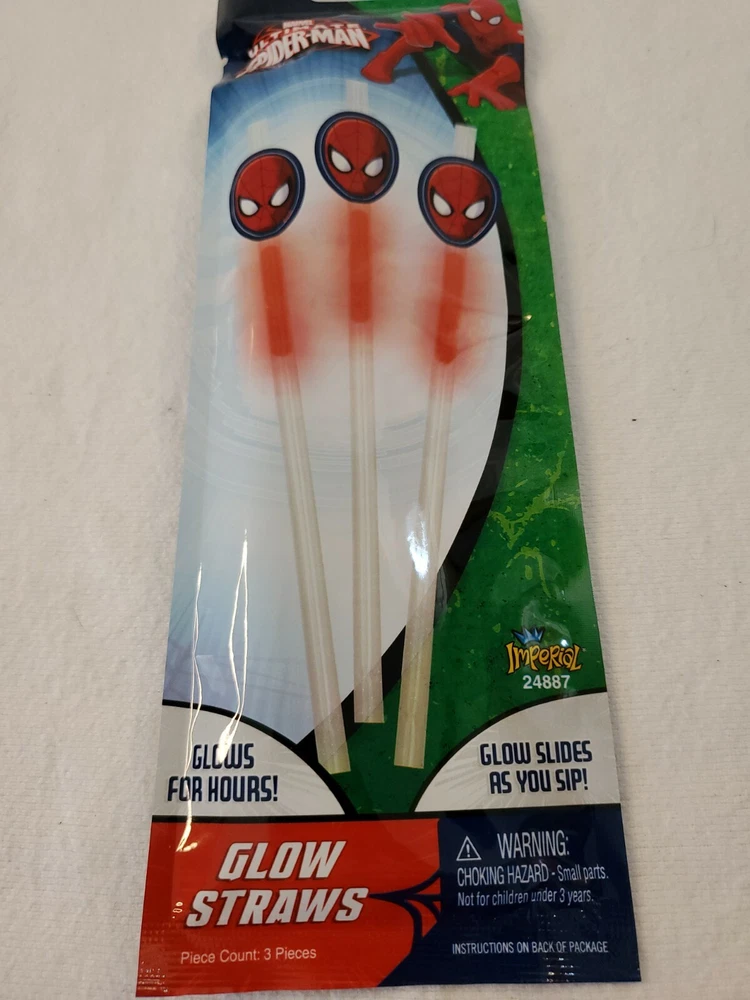 MARVEL
ULTIMATE
SPIDER-MAN
IMPERIAL
24887
GLOWS
FOR HOURS!
GLOW SLIDES
AS YOU SIP!
GLOW
STRAWS
Piece Count: 3 Pieces
WARNING:
CHOKING HAZARD - Small parts.
Not for children under 3 years.
INSTRUCTIONS ON BACK OF PACKAGE